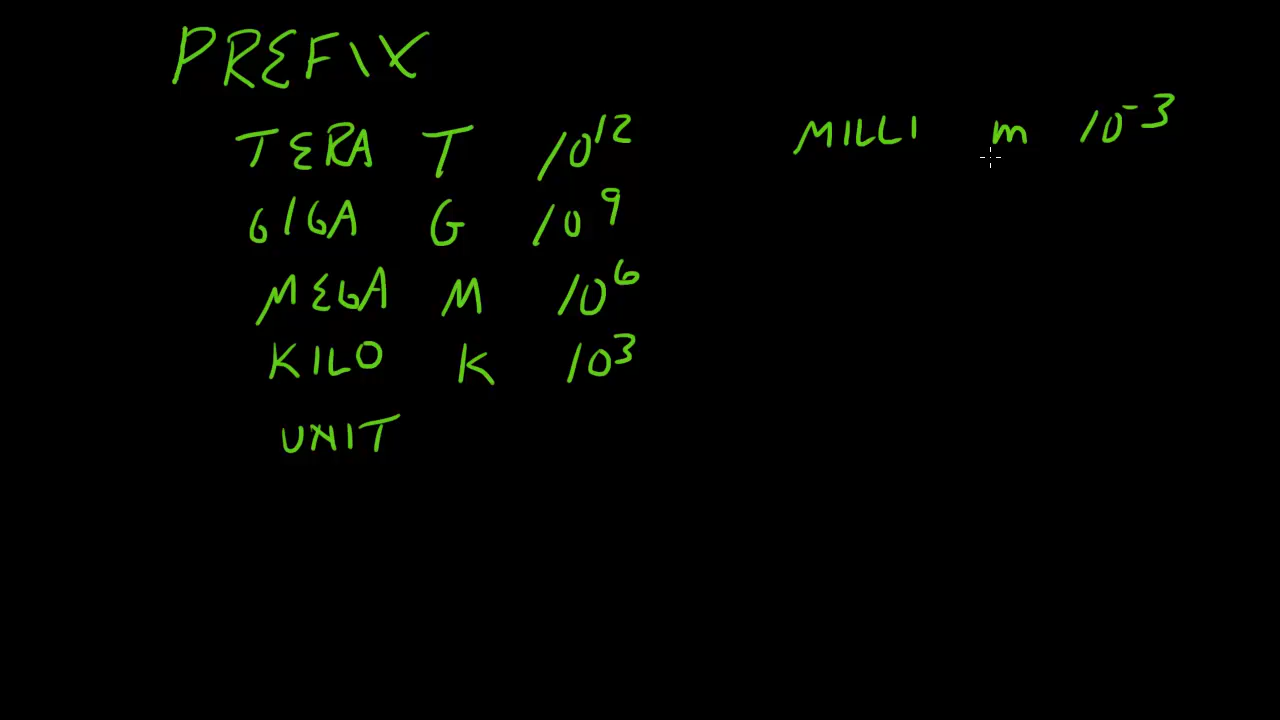 PREFIX
TERA T 10^12
GIGA G 10^9
MEGA M 10^6
KILO K 10^3
UNIT
MILLI m 10^-3